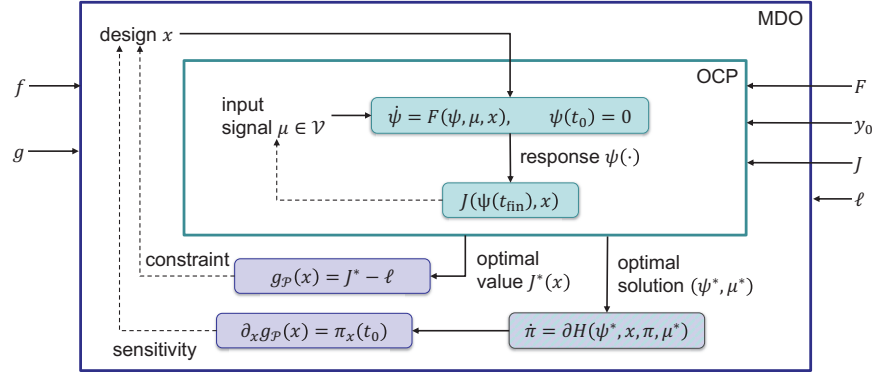 MDO
design x
OCP
f
F
input
signal μ ∈ 𝒱
ψ̇ = F(ψ, μ, x), ψ(t₀) = 0
y₀
g
response ψ(·)
J
J(ψ(t_fin), x)
ℓ
constraint
g_𝒫(x) = J* − ℓ
optimal
value J*(x)
optimal
solution (ψ*, μ*)
∂ₓg_𝒫(x) = πₓ(t₀)
π̇ = ∂H(ψ*, x, π, μ*)
sensitivity